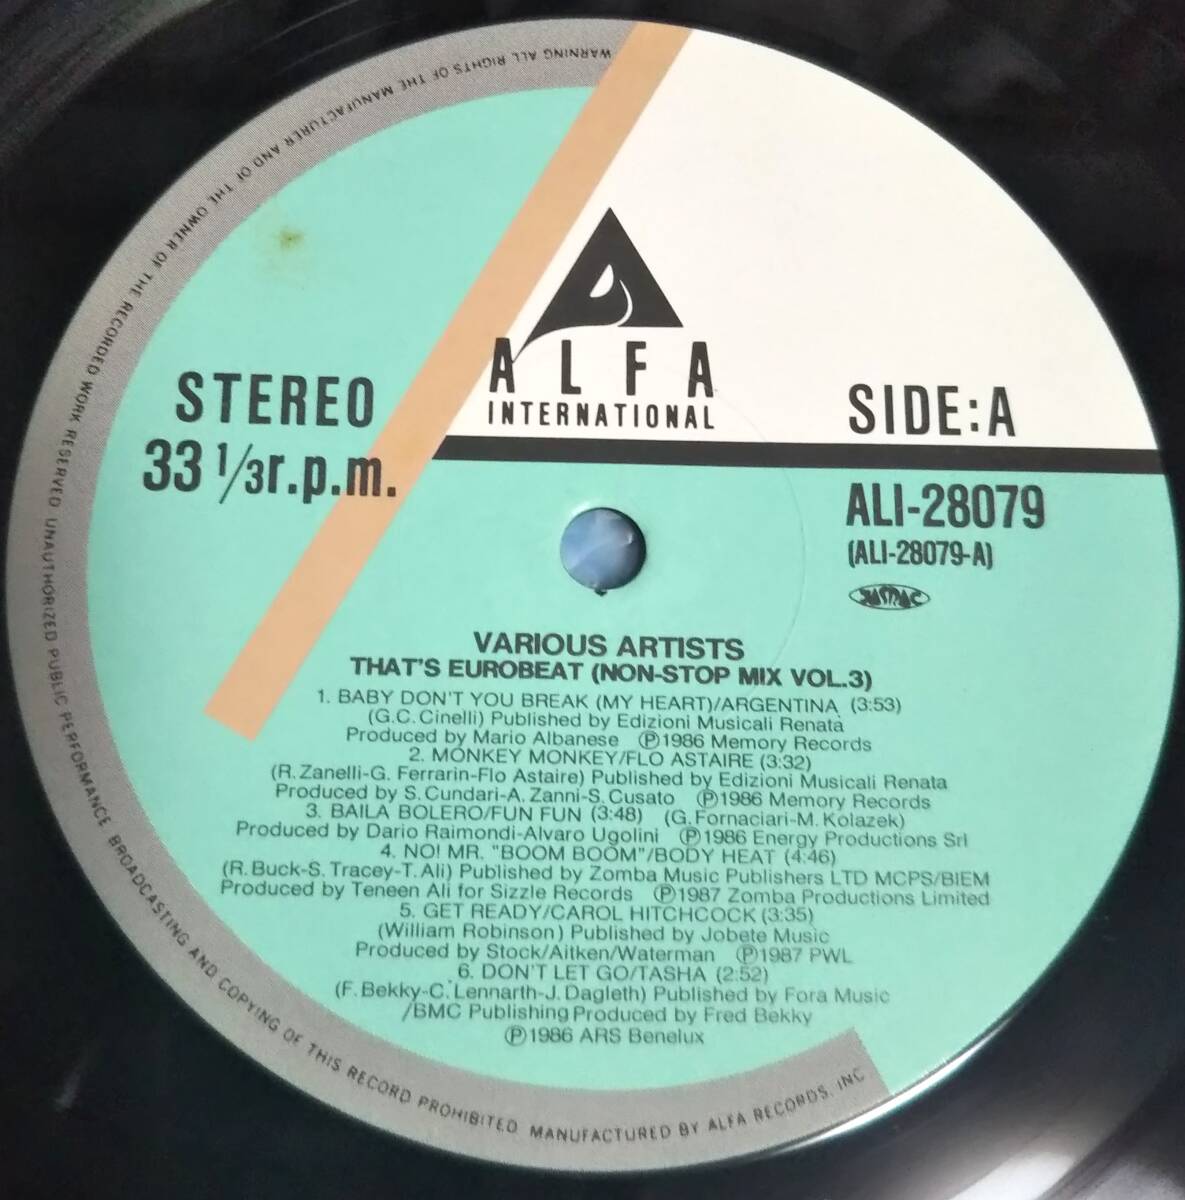 WARNING ALL RIGHTS OF THE MANUFACTURER AND OF THE OWNER OF THE RECORDED WORK RESERVED UNAUTHORIZED PUBLIC PERFORMANCE BROADCASTING AND COPYING OF THIS RECORD PROHIBITED MANUFACTURED BY ALFA RECORDS, INC
ALFA
INTERNATIONAL
STEREO
33 1/3r.p.m.
SIDE:A
ALI-28079
(ALI-28079-A)
JASRAC
VARIOUS ARTISTS
THAT'S EUROBEAT (NON-STOP MIX VOL.3)
1. BABY DON'T YOU BREAK (MY HEART)/ARGENTINA (3:53)
(G.C. Cinelli) Published by Edizioni Musicali Renata
Produced by Mario Albanese Ⓟ1986 Memory Records
2. MONKEY MONKEY/FLO ASTAIRE (3:32)
(R. Zanelli-G. Ferrarin-Flo Astaire) Published by Edizioni Musicali Renata
Produced by S. Cundari-A. Zanni-S. Cusato Ⓟ1986 Memory Records
3. BAILA BOLERO/FUN FUN (3:48) (G. Fornaciari-M. Kolazek)
Produced by Dario Raimondi-Alvaro Ugolini Ⓟ1986 Energy Productions Srl
4. NO! MR. "BOOM BOOM"/BODY HEAT (4:46)
(R. Buck-S. Tracey-T. Ali) Published by Zomba Music Publishers LTD MCPS/BIEM
Produced by Teneen Ali for Sizzle Records Ⓟ1987 Zomba Productions Limited
5. GET READY/CAROL HITCHCOCK (3:35)
(William Robinson) Published by Jobete Music
Produced by Stock/Aitken/Waterman Ⓟ1987 PWL
6. DON'T LET GO/TASHA (2:52)
(F. Bekky-C. Lennarth-J. Dagleth) Published by Fora Music
/BMC Publishing Produced by Fred Bekky
Ⓟ1986 ARS Benelux